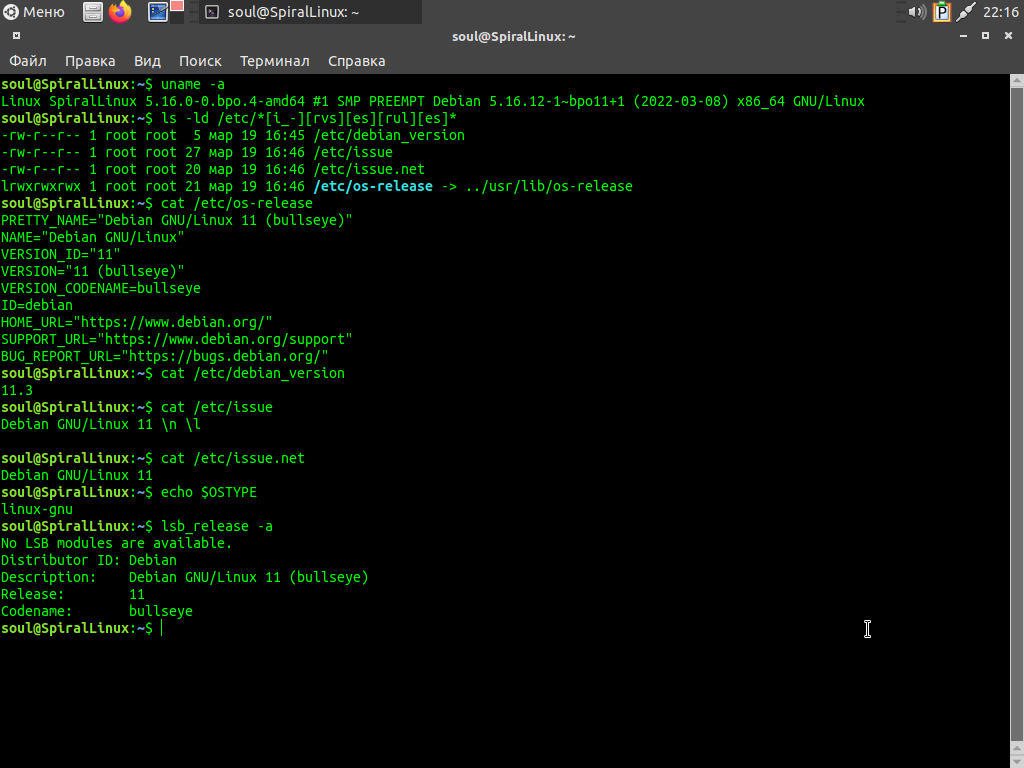 Меню soul@SpiralLinux: ~ 22:16
soul@SpiralLinux: ~
Файл Правка Вид Поиск Терминал Справка
soul@SpiralLinux:~$ uname -a
Linux SpiralLinux 5.16.0-0.bpo.4-amd64 #1 SMP PREEMPT Debian 5.16.12-1~bpo11+1 (2022-03-08) x86_64 GNU/Linux
soul@SpiralLinux:~$ ls -ld /etc/*[i_-][rvs][es][rul][es]*
-rw-r--r-- 1 root root  5 мар 19 16:45 /etc/debian_version
-rw-r--r-- 1 root root 27 мар 19 16:46 /etc/issue
-rw-r--r-- 1 root root 20 мар 19 16:46 /etc/issue.net
lrwxrwxrwx 1 root root 21 мар 19 16:46 /etc/os-release -> ../usr/lib/os-release
soul@SpiralLinux:~$ cat /etc/os-release
PRETTY_NAME="Debian GNU/Linux 11 (bullseye)"
NAME="Debian GNU/Linux"
VERSION_ID="11"
VERSION="11 (bullseye)"
VERSION_CODENAME=bullseye
ID=debian
HOME_URL="https://www.debian.org/"
SUPPORT_URL="https://www.debian.org/support"
BUG_REPORT_URL="https://bugs.debian.org/"
soul@SpiralLinux:~$ cat /etc/debian_version
11.3
soul@SpiralLinux:~$ cat /etc/issue
Debian GNU/Linux 11 \n \l
soul@SpiralLinux:~$ cat /etc/issue.net
Debian GNU/Linux 11
soul@SpiralLinux:~$ echo $OSTYPE
linux-gnu
soul@SpiralLinux:~$ lsb_release -a
No LSB modules are available.
Distributor ID: Debian
Description:    Debian GNU/Linux 11 (bullseye)
Release:        11
Codename:       bullseye
soul@SpiralLinux:~$